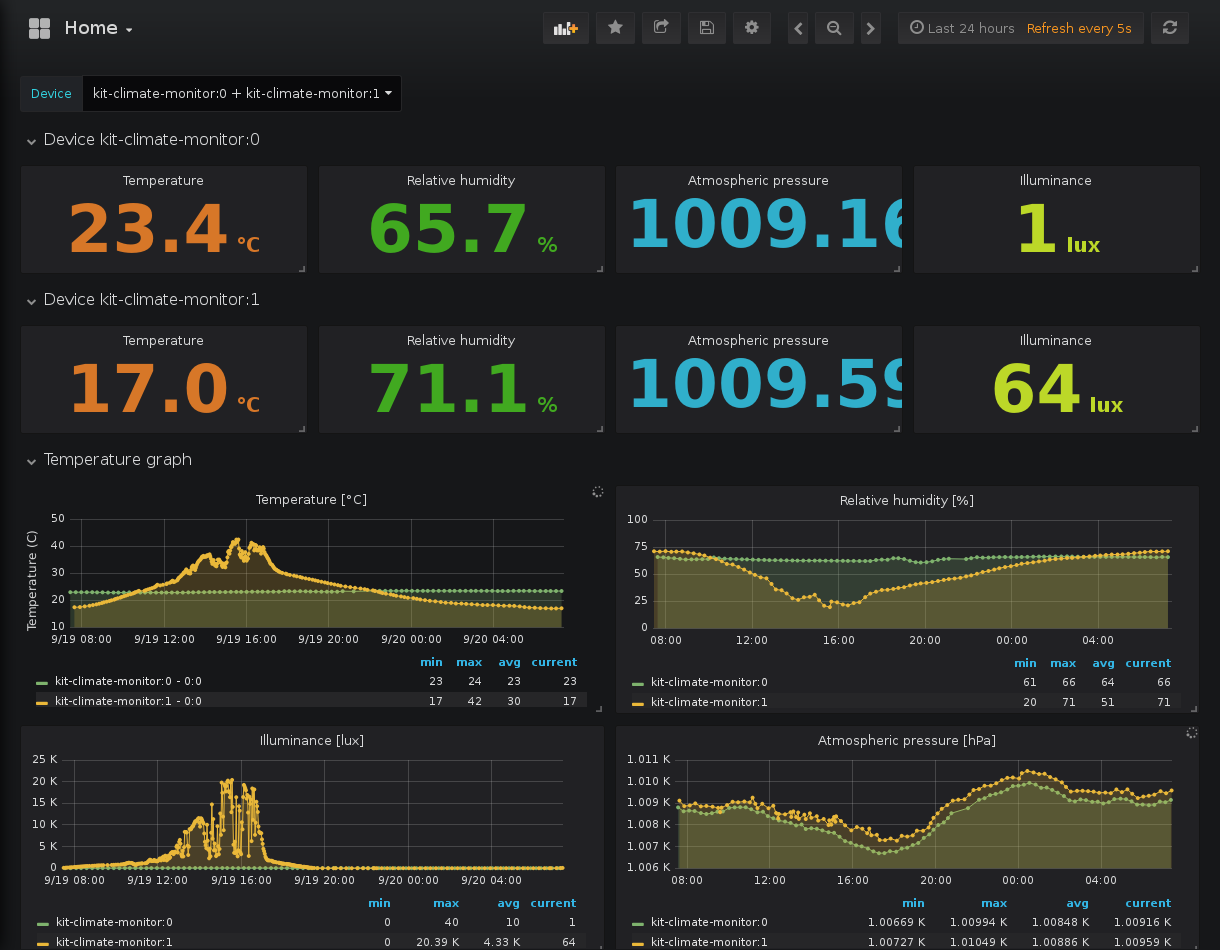 Home
Last 24 hours Refresh every 5s
Device kit-climate-monitor:0 + kit-climate-monitor:1
Device kit-climate-monitor:0
Temperature Relative humidity Atmospheric pressure Illuminance
23.4 °C 65.7 % 1009.16 1 lux
Device kit-climate-monitor:1
Temperature Relative humidity Atmospheric pressure Illuminance
17.0 °C 71.1 % 1009.59 64 lux
Temperature graph
Temperature [°C]
Temperature (C)
50
40
30
20
10
9/19 08:00 9/19 12:00 9/19 16:00 9/19 20:00 9/20 00:00 9/20 04:00
min max avg current
kit-climate-monitor:0 - 0:0 23 24 23 23
kit-climate-monitor:1 - 0:0 17 42 30 17
Relative humidity [%]
100
75
50
25
0
08:00 12:00 16:00 20:00 00:00 04:00
min max avg current
kit-climate-monitor:0 61 66 64 66
kit-climate-monitor:1 20 71 51 71
Illuminance [lux]
25 K
20 K
15 K
10 K
5 K
0
9/19 08:00 9/19 12:00 9/19 16:00 9/19 20:00 9/20 00:00 9/20 04:00
min max avg current
kit-climate-monitor:0 0 40 10 1
kit-climate-monitor:1 0 20.39 K 4.33 K 64
Atmospheric pressure [hPa]
1.011 K
1.010 K
1.009 K
1.008 K
1.007 K
1.006 K
08:00 12:00 16:00 20:00 00:00 04:00
min max avg current
kit-climate-monitor:0 1.00669 K 1.00994 K 1.00848 K 1.00916 K
kit-climate-monitor:1 1.00727 K 1.01049 K 1.00886 K 1.00959 K